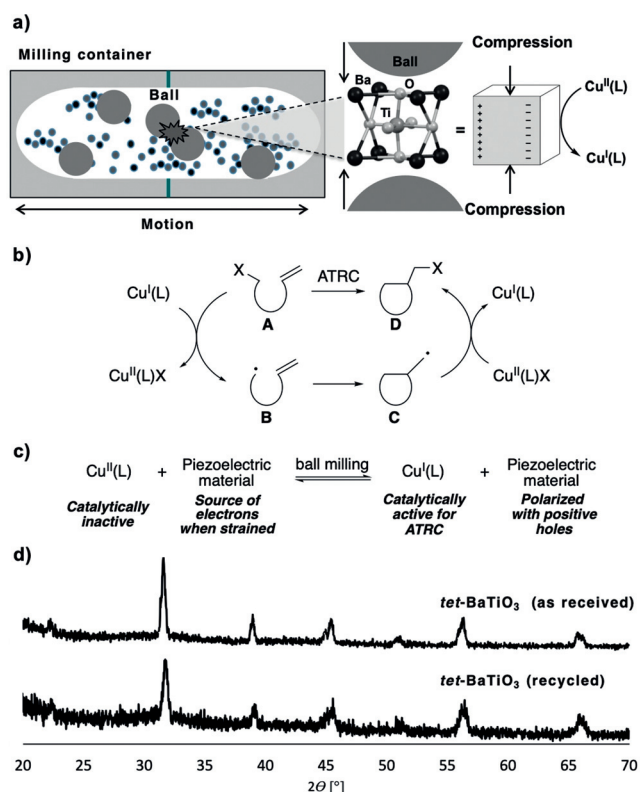 a)
Milling container
Ball
Motion
Ball
Ba
O
Ti
=
Compression
+ −
+ −
+ −
+ −
+ −
+ −
Compression
Cu^II(L)
Cu^I(L)
b)
Cu^I(L)
Cu^II(L)X
X
A
ATRC
X
D
B
C
Cu^I(L)
Cu^II(L)X
c)
Cu^II(L) + Piezoelectric material ball milling Cu^I(L) + Piezoelectric material
Catalytically inactive
Source of electrons when strained
Catalytically active for ATRC
Polarized with positive holes
d)
tet-BaTiO₃ (as received)
tet-BaTiO₃ (recycled)
20 25 30 35 40 45 50 55 60 65 70
2Θ [°]